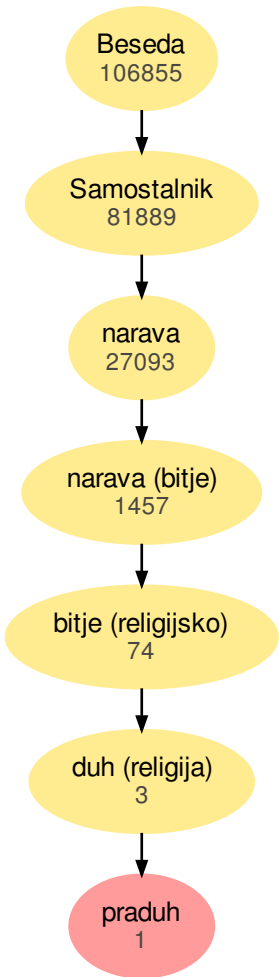 Beseda
106855
Samostalnik
81889
narava
27093
narava (bitje)
1457
bitje (religijsko)
74
duh (religija)
3
praduh
1